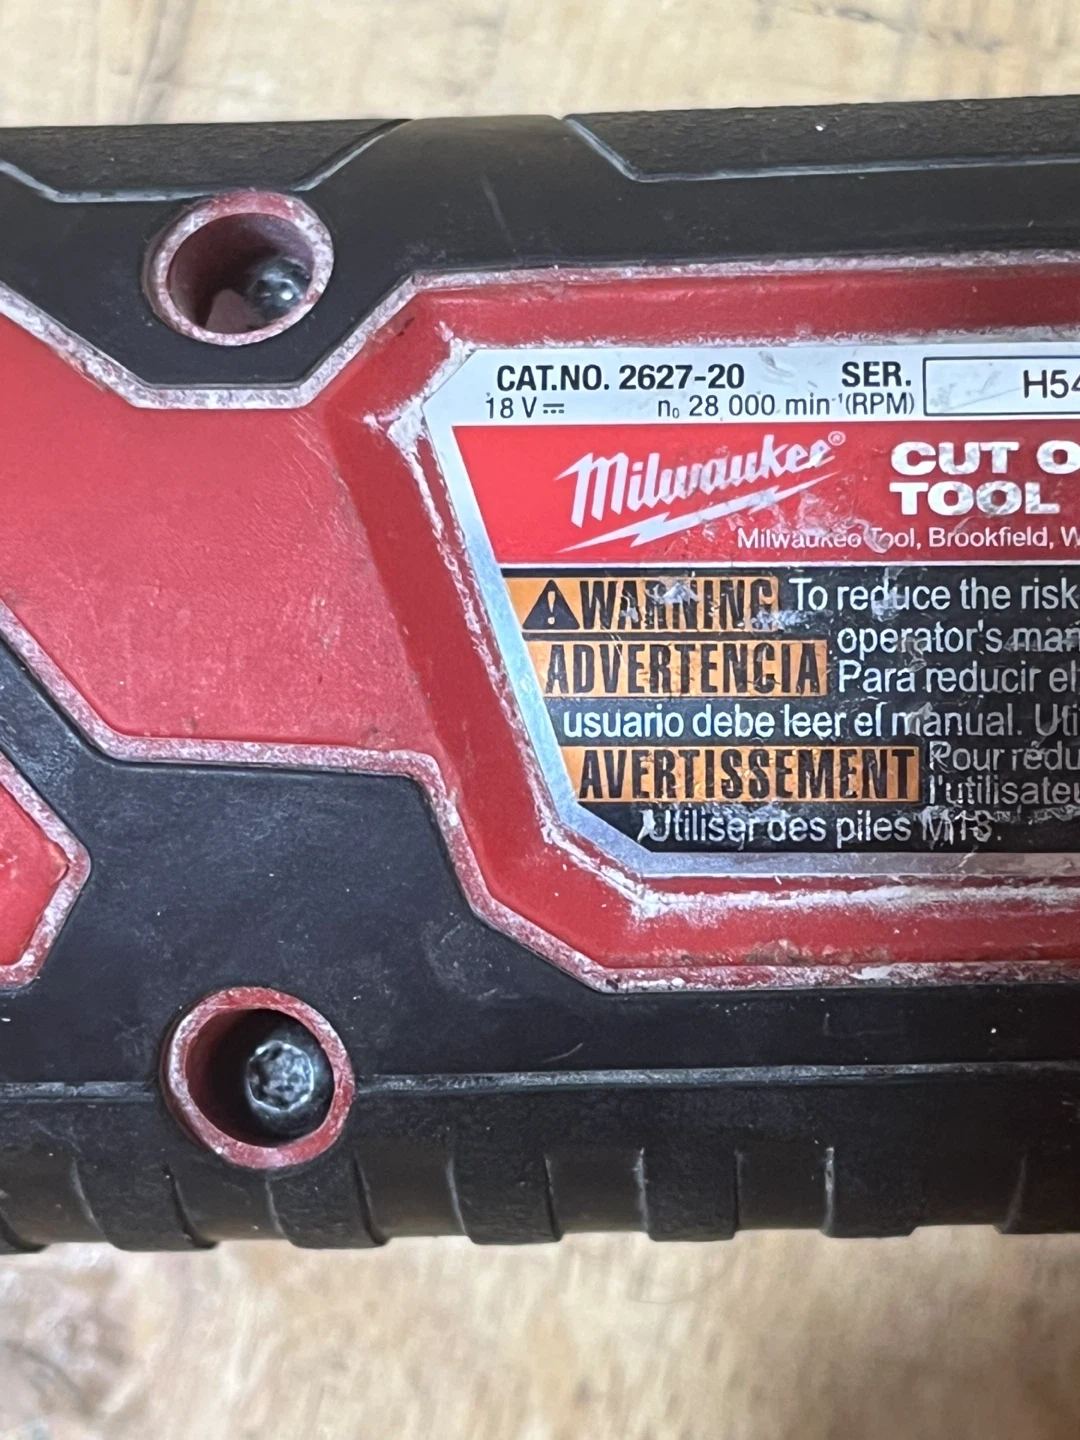 CAT.NO. 2627-20 SER. H54
18 V n₀ 28 000 min⁻¹(RPM)
Milwaukee® CUT O
TOOL
Milwaukee Tool, Brookfield, W
WARNING To reduce the risk
operator's man
ADVERTENCIA Para reducir el
usuario debe leer el manual. Uti
AVERTISSEMENT Pour rédu
l'utilisateu
Utiliser des piles M18.